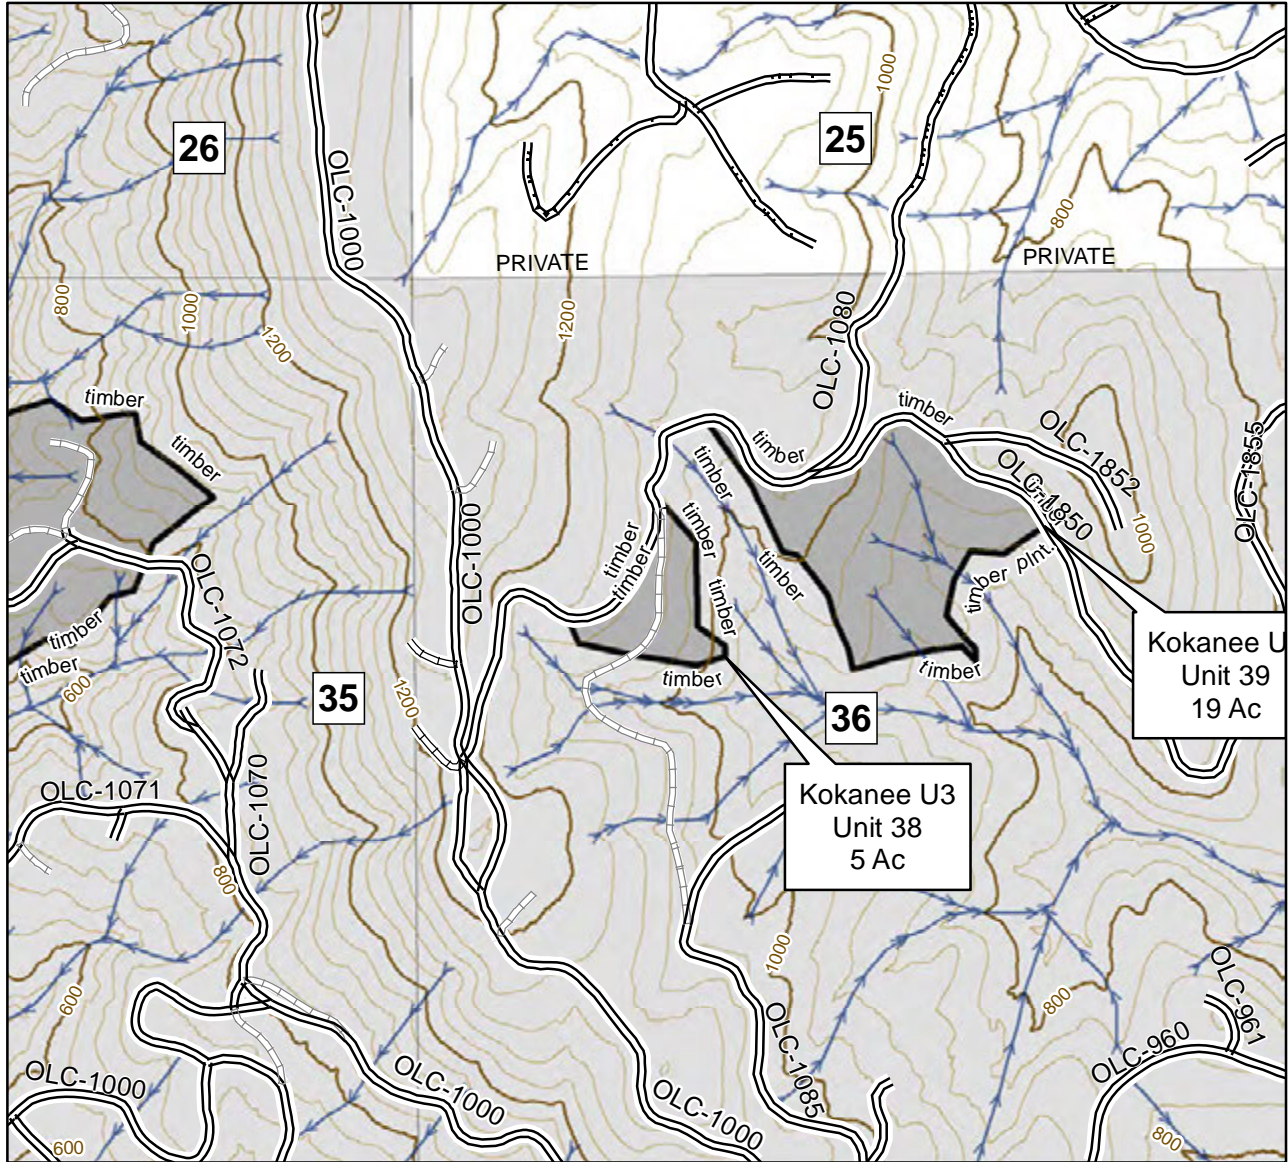 26
25
1000
OLC-1000
800
PRIVATE
PRIVATE
800
1000
1200
1200
OLC-1080
timber
timber
timber
timber
timber
OLC-1852
OLC-1855
OLC-1850
1000
timber
timber
timber
timber
timber
timber
timber plnt.
OLC-1000
OLC-1072
timber
timber
timber
timber
600
35
1200
36
Kokanee U
Unit 39
19 Ac
OLC-1071
OLC-1070
Kokanee U3
Unit 38
5 Ac
800
1000
600
800
OLC-961
OLC-960
OLC-1085
OLC-1000
OLC-1000
OLC-1000
600
800